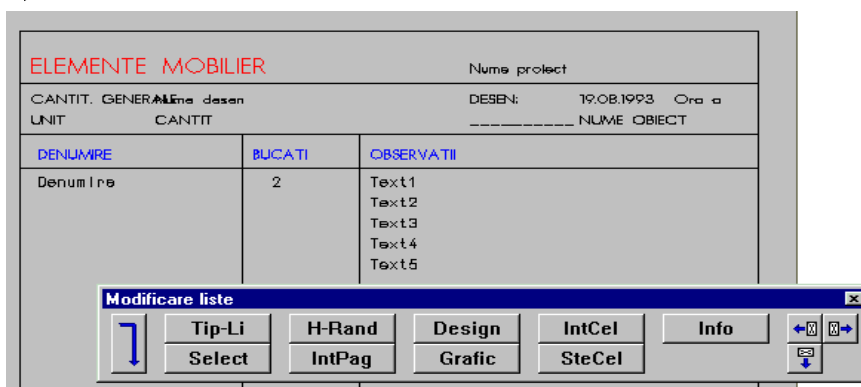 ELEMENTE MOBILIER
Nume proiect
CANTIT. GENERALE desen DESEN: 19.08.1993 Ora a
UNIT CANTIT __________ NUME OBIECT
DENUMIRE BUCATI OBSERVATII
Denumire 2 Text1
Text2
Text3
Text4
Text5
Modificare liste
Tip-Li H-Rand Design IntCel Info
Select IntPag Grafic SteCel